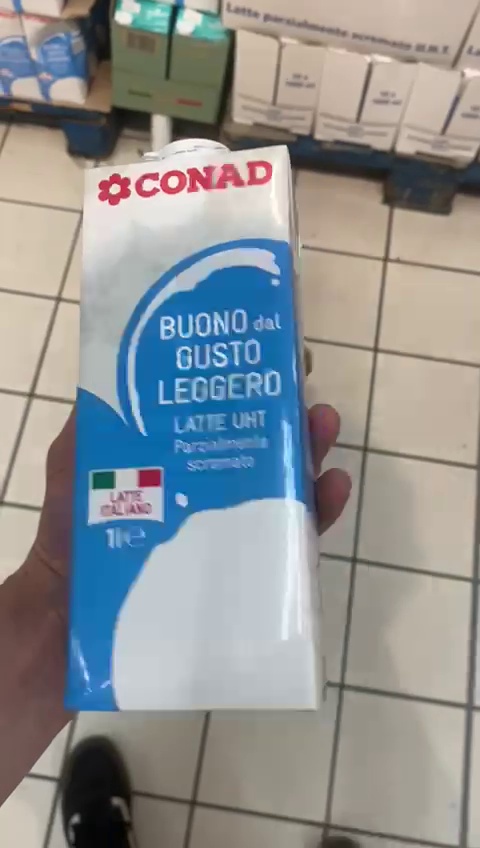 Latte parzialmente scremato U.H.T.
CONAD
BUONO dal
GUSTO
LEGGERO
LATTE UHT
Parzialmente
scremato
LATTE
ITALIANO
1l e